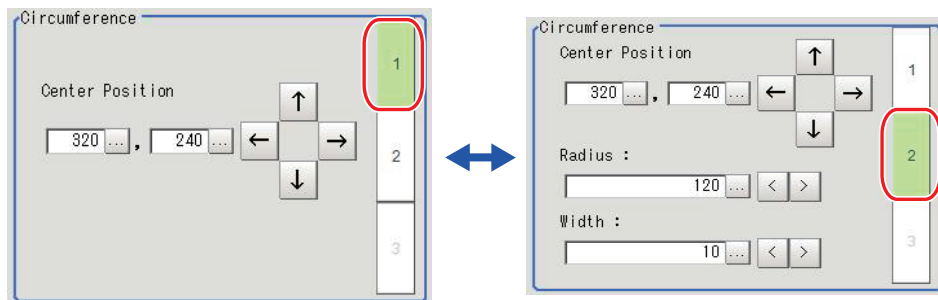 Circumference
Center Position
320 ... , 240 ... ← ↑ → ↓
1
2
3
Circumference
Center Position
320 ... , 240 ... ← ↑ → ↓
Radius :
120 ... < >
Width :
10 ... < >
1
2
3